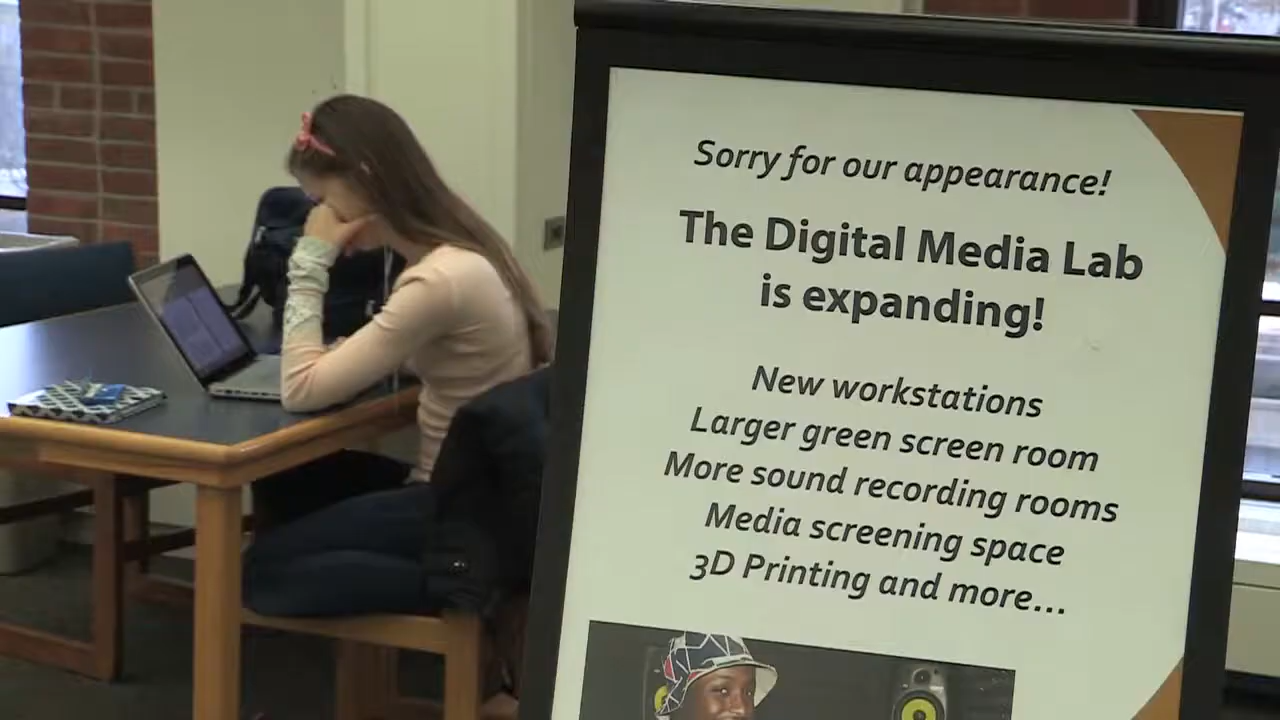 Sorry for our appearance!
The Digital Media Lab
is expanding!
New workstations
Larger green screen room
More sound recording rooms
Media screening space
3D Printing and more...